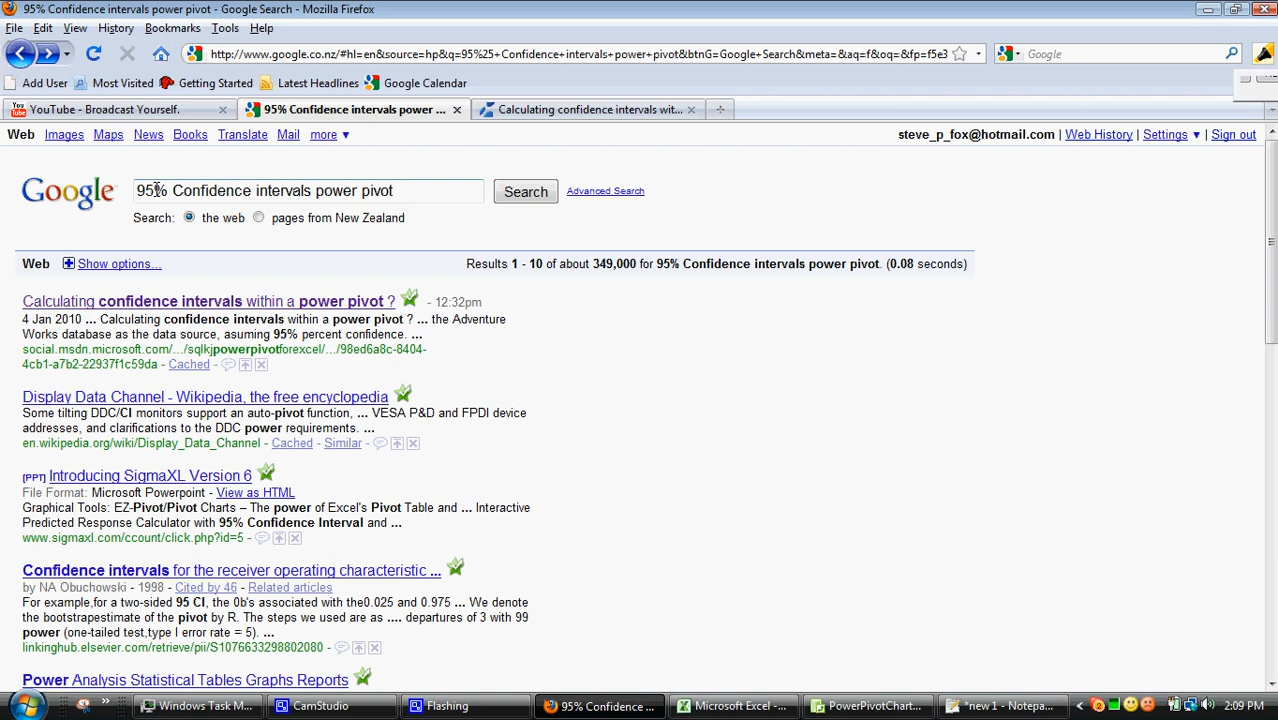 95% Confidence intervals power pivot - Google Search - Mozilla Firefox
File Edit View History Bookmarks Tools Help
http://www.google.co.nz/#hl=en&source=hp&q=95%25+Confidence+intervals+power+pivot&btnG=Google+Search&meta=&aq=f&oq=&fp=f5e3 Google
Add User Most Visited Getting Started Latest Headlines Google Calendar
You Tube YouTube - Broadcast Yourself. 95% Confidence intervals power ... Calculating confidence intervals wit...
Web Images Maps News Books Translate Mail more ▼ steve_p_fox@hotmail.com | Web History | Settings ▼ | Sign out
Google 95% Confidence intervals power pivot Search Advanced Search
Search: the web pages from New Zealand
Web Show options... Results 1 - 10 of about 349,000 for 95% Confidence intervals power pivot. (0.08 seconds)
Calculating confidence intervals within a power pivot ? - 12:32pm
4 Jan 2010 ... Calculating confidence intervals within a power pivot ? ... the Adventure
Works database as the data source, asuming 95% percent confidence. ...
social.msdn.microsoft.com/.../sqlkjpowerpivotforexcel/.../98ed6a8c-8404-
4cb1-a7b2-22937f1c59da - Cached -
Display Data Channel - Wikipedia, the free encyclopedia
Some tilting DDC/CI monitors support an auto-pivot function, ... VESA P&D and FPDI device
addresses, and clarifications to the DDC power requirements. ...
en.wikipedia.org/wiki/Display_Data_Channel - Cached - Similar -
[PPT] Introducing SigmaXL Version 6
File Format: Microsoft Powerpoint - View as HTML
Graphical Tools: EZ-Pivot/Pivot Charts – The power of Excel's Pivot Table and ... Interactive
Predicted Response Calculator with 95% Confidence Interval and ...
www.sigmaxl.com/ccount/click.php?id=5 -
Confidence intervals for the receiver operating characteristic ...
by NA Obuchowski - 1998 - Cited by 46 - Related articles
For example,for a two-sided 95 CI, the 0b's associated with the0.025 and 0.975 ... We denote
the bootstrapestimate of the pivot by R. The steps we used are as .... departures of 3 with 99
power (one-tailed test,type I error rate = 5). ...
linkinghub.elsevier.com/retrieve/pii/S1076633298802080 -
Power Analysis Statistical Tables Graphs Reports
Windows Task M... CamStudio Flashing 95% Confidence ... Microsoft Excel -... PowerPivotChart... *new 1 - Notepa... 2:09 PM